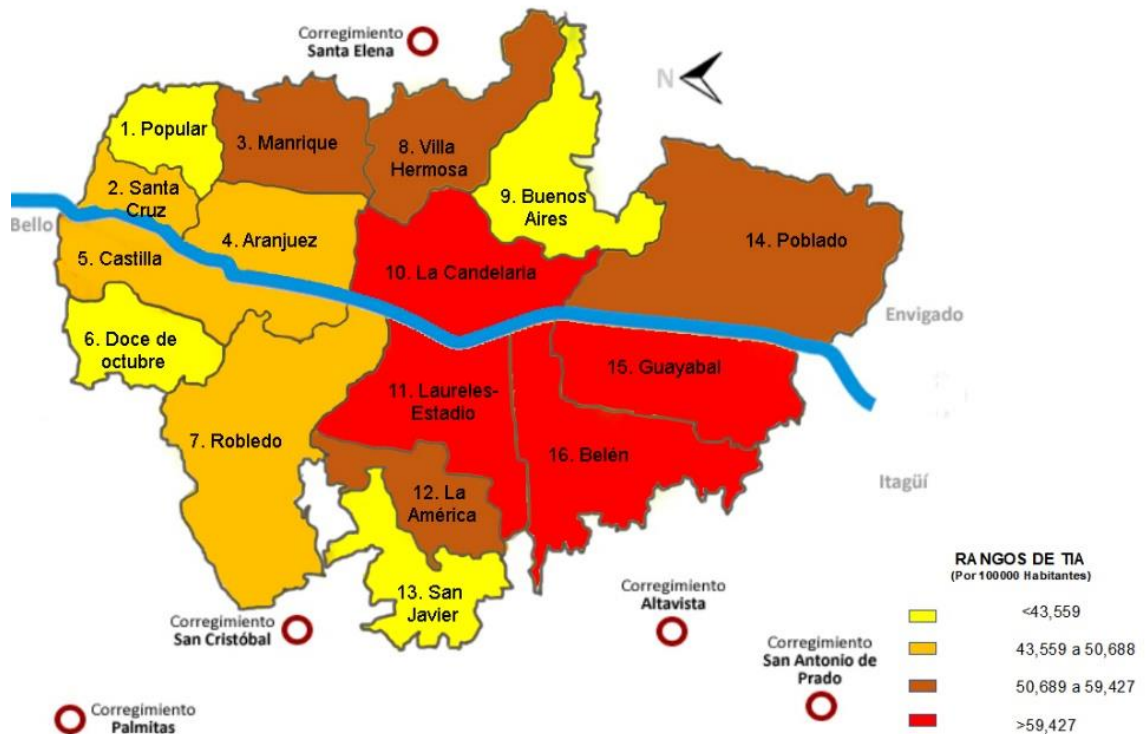 Corregimiento
Santa Elena
N
1. Popular
3. Manrique
8. Villa
Hermosa
2. Santa
Cruz
9. Buenos
Aires
Bello
4. Aranjuez
14. Poblado
5. Castilla
10. La Candelaria
Envigado
6. Doce de
octubre
15. Guayabal
11. Laureles-
Estadio
7. Robledo
16. Belén
Itagüí
12. La
América
13. San
Javier
Corregimiento
San Cristóbal
Corregimiento
Altavista
Corregimiento
San Antonio de
Prado
Corregimiento
Palmitas
RANGOS DE TIA
(Por 100000 Habitantes)
<43,559
43,559 a 50,688
50,689 a 59,427
>59,427